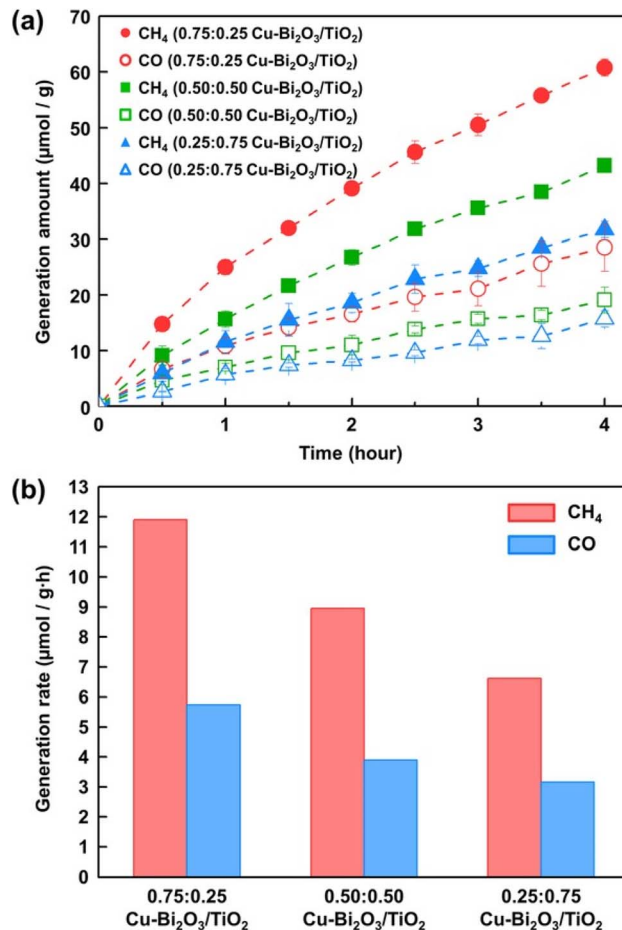 (a)
70
60
50
40
30
20
10
0
Generation amount (µmol / g)
CH₄ (0.75:0.25 Cu-Bi₂O₃/TiO₂)
CO (0.75:0.25 Cu-Bi₂O₃/TiO₂)
CH₄ (0.50:0.50 Cu-Bi₂O₃/TiO₂)
CO (0.50:0.50 Cu-Bi₂O₃/TiO₂)
CH₄ (0.25:0.75 Cu-Bi₂O₃/TiO₂)
CO (0.25:0.75 Cu-Bi₂O₃/TiO₂)
0 1 2 3 4
Time (hour)
(b)
13
12
11
10
9
8
7
6
5
4
3
2
1
0
Generation rate (µmol / g·h)
CH₄
CO
0.75:0.25 0.50:0.50 0.25:0.75
Cu-Bi₂O₃/TiO₂ Cu-Bi₂O₃/TiO₂ Cu-Bi₂O₃/TiO₂